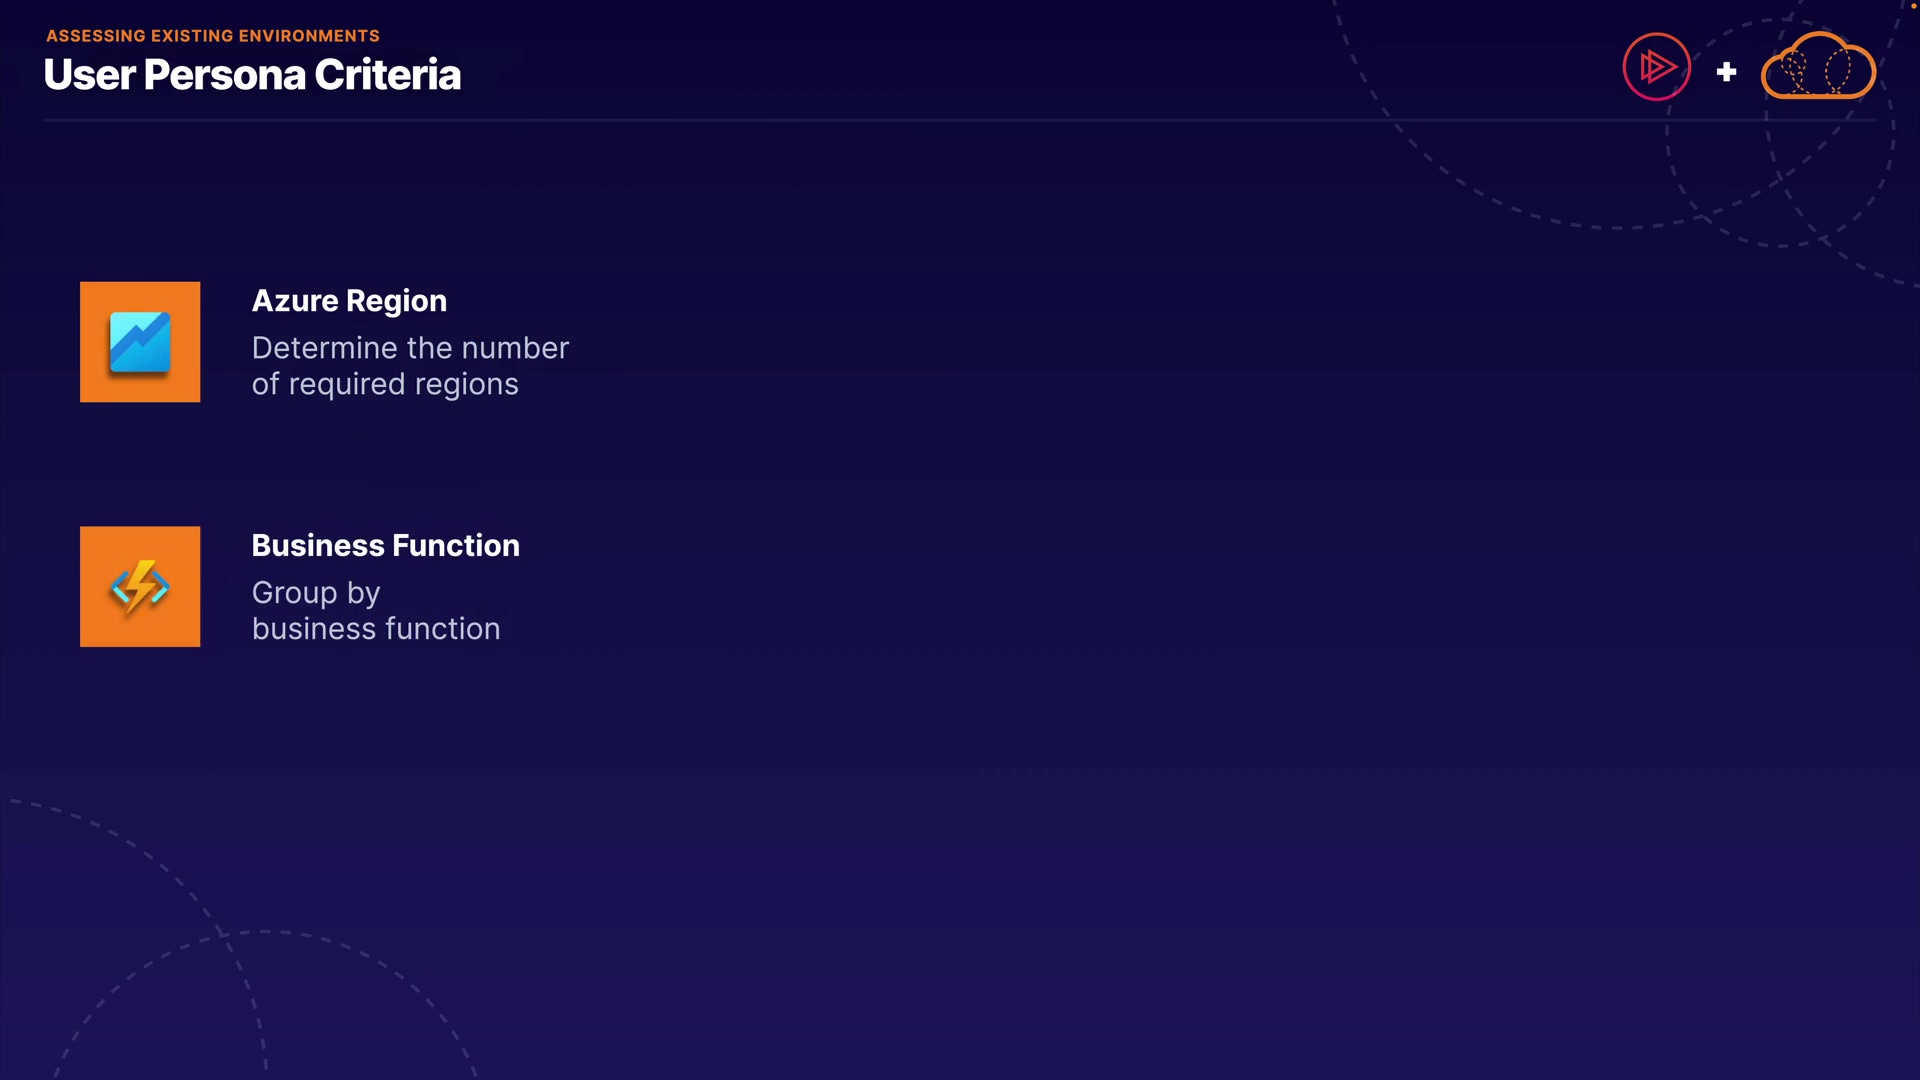 ASSESSING EXISTING ENVIRONMENTS
User Persona Criteria
Azure Region
Determine the number
of required regions
Business Function
Group by
business function